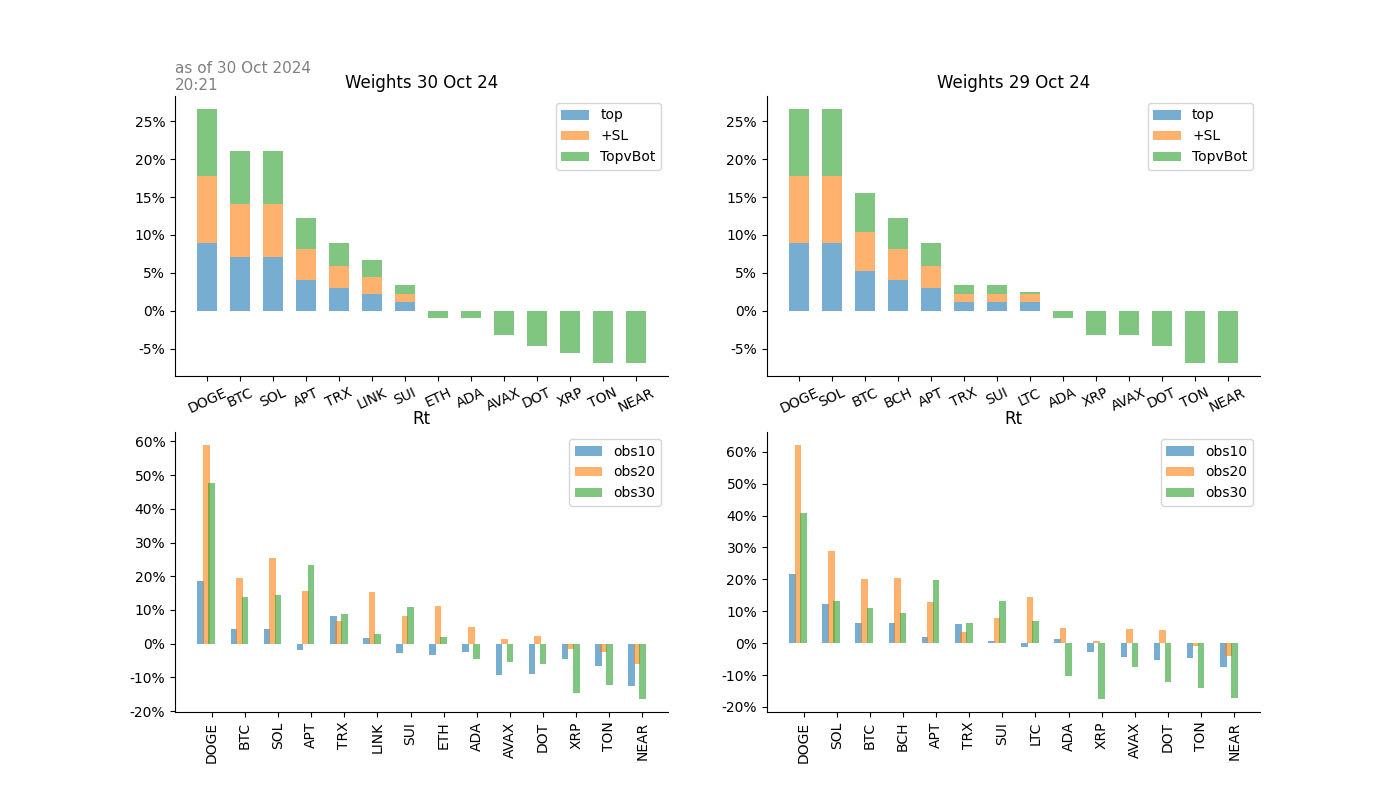 as of 30 Oct 2024
20:21
Weights 30 Oct 24
25%
20%
15%
10%
5%
0%
-5%
top
+SL
TopvBot
DOGE BTC SOL APT TRX LINK SUI ETH ADA AVAX DOT XRP TON NEAR
Weights 29 Oct 24
25%
20%
15%
10%
5%
0%
-5%
top
+SL
TopvBot
DOGE SOL BTC BCH APT TRX SUI LTC ADA XRP AVAX DOT TON NEAR
Rt
60%
50%
40%
30%
20%
10%
0%
-10%
-20%
obs10
obs20
obs30
DOGE BTC SOL APT TRX LINK SUI ETH ADA AVAX DOT XRP TON NEAR
Rt
60%
50%
40%
30%
20%
10%
0%
-10%
-20%
obs10
obs20
obs30
DOGE SOL BTC BCH APT TRX SUI LTC ADA XRP AVAX DOT TON NEAR